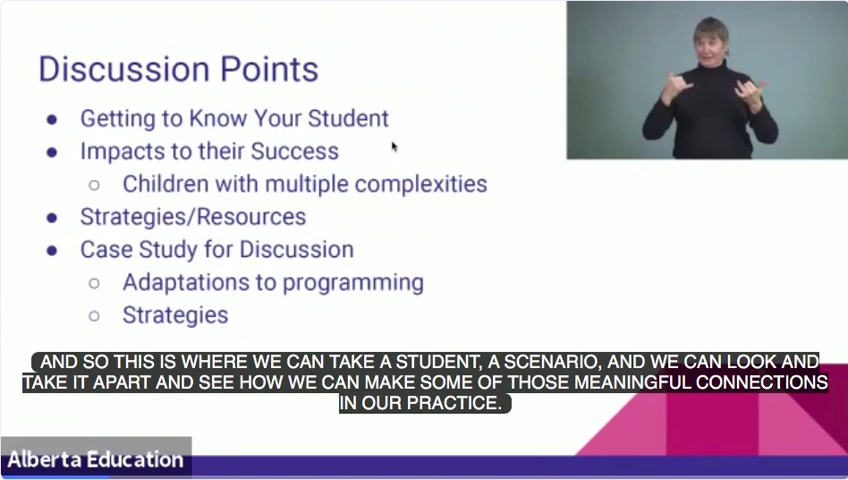 Discussion Points
● Getting to Know Your Student
● Impacts to their Success
○ Children with multiple complexities
● Strategies/Resources
● Case Study for Discussion
○ Adaptations to programming
○ Strategies
AND SO THIS IS WHERE WE CAN TAKE A STUDENT, A SCENARIO, AND WE CAN LOOK AND
TAKE IT APART AND SEE HOW WE CAN MAKE SOME OF THOSE MEANINGFUL CONNECTIONS
IN OUR PRACTICE.
Alberta Education